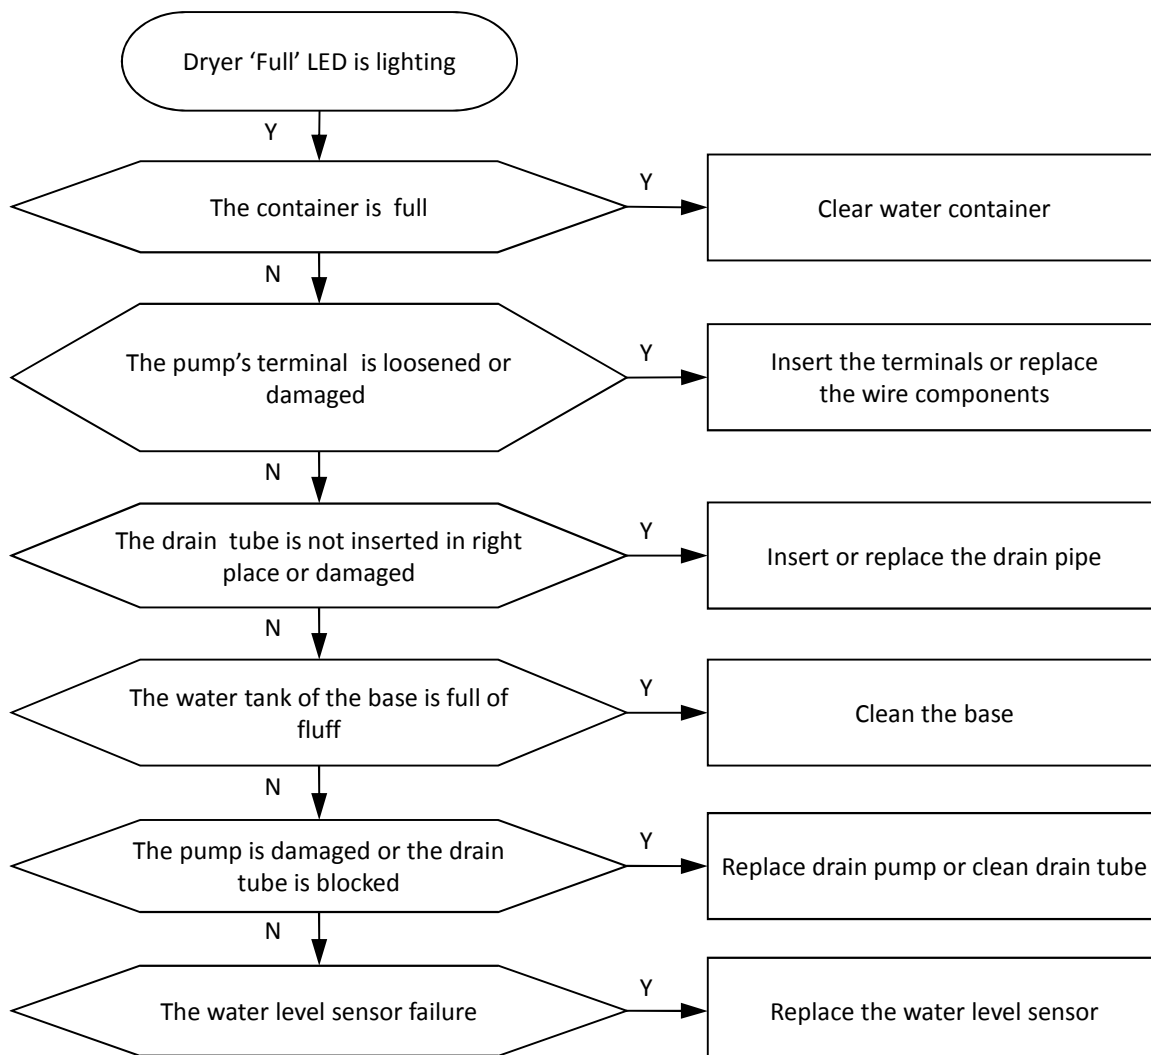 Dryer ‘Full’ LED is lighting
Y
The container is  full
Y
Clear water container
N
The pump’s terminal  is loosened or
damaged
Y
Insert the terminals or replace
the wire components
N
The drain  tube is not inserted in right
place or damaged
Y
Insert or replace the drain pipe
N
The water tank of the base is full of
fluff
Y
Clean the base
N
The pump is damaged or the drain
tube is blocked
Y
Replace drain pump or clean drain tube
N
The water level sensor failure
Y
Replace the water level sensor